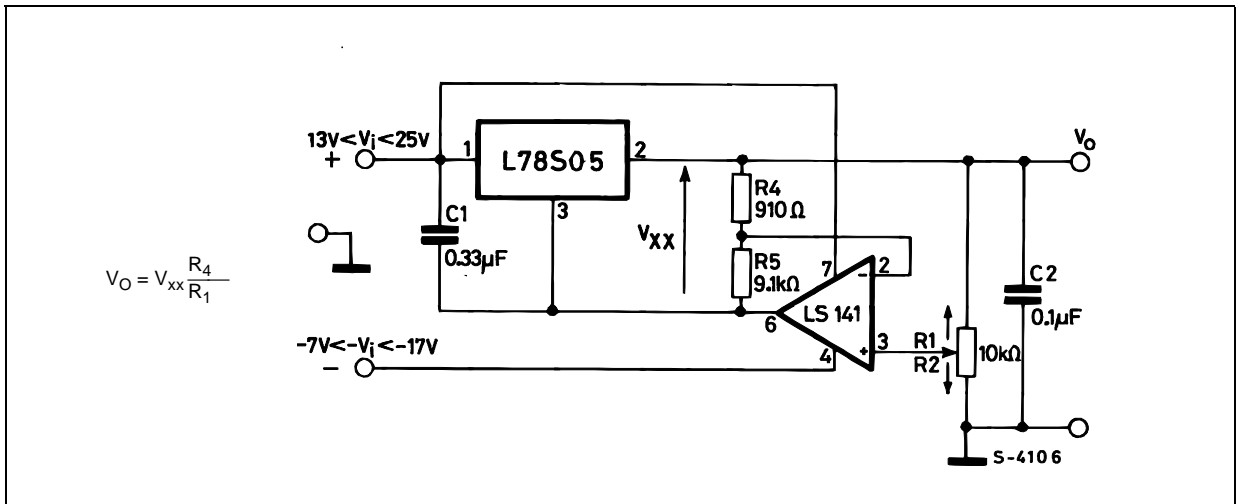 13V<Vi<25V
+
1
L78S05
2
3
C1
0.33µF
VXX
R4
910Ω
R5
9.1kΩ
7
2
-
LS 141
6
4
+
3
R1
R2
10kΩ
C2
0.1µF
VO
VO = Vxx R4
R1
-7V<-Vi<-17V
-
S-4106